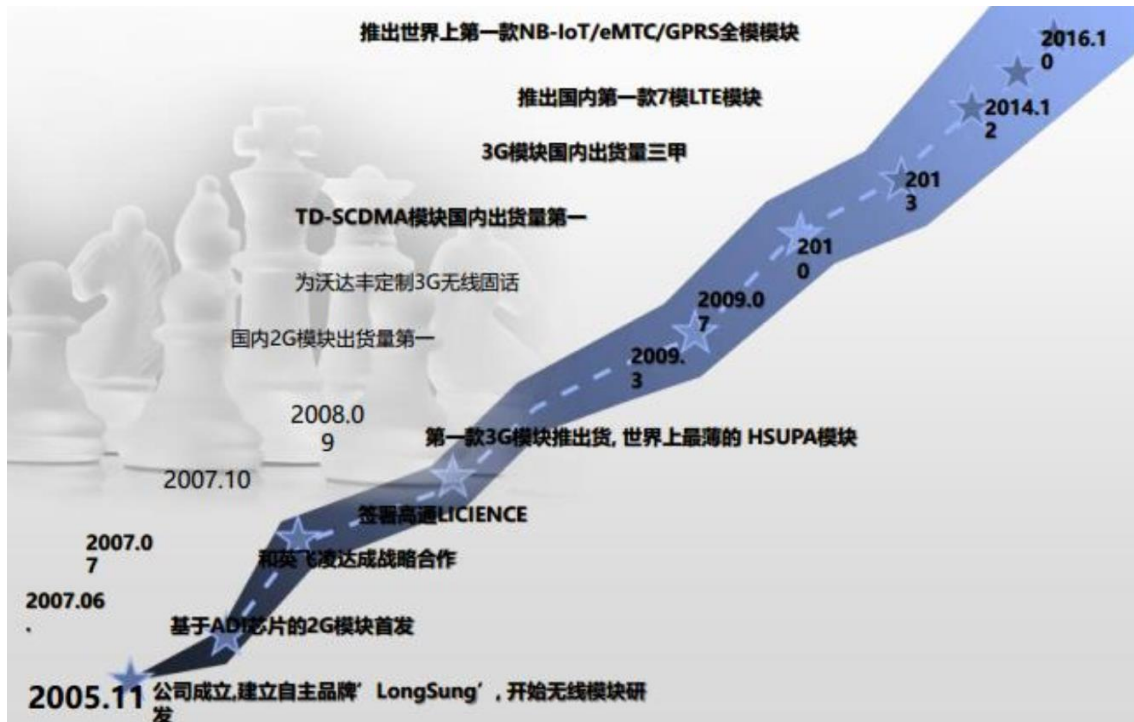 推出世界上第一款NB-IoT/eMTC/GPRS全模模块
2016.1
0
推出国内第一款7模LTE模块
2014.1
2
3G模块国内出货量三甲
201
3
TD-SCDMA模块国内出货量第一
201
0
为沃达丰定制3G无线固话
2009.0
7
国内2G模块出货量第一
2009.
3
2008.0
9
第一款3G模块推出货, 世界上最薄的 HSUPA模块
2007.10
签署高通LICIENCE
2007.0
7
和英飞凌达成战略合作
2007.06
.
基于ADI芯片的2G模块首发
2005.11
公司成立,建立自主品牌’LongSung’, 开始无线模块研
发